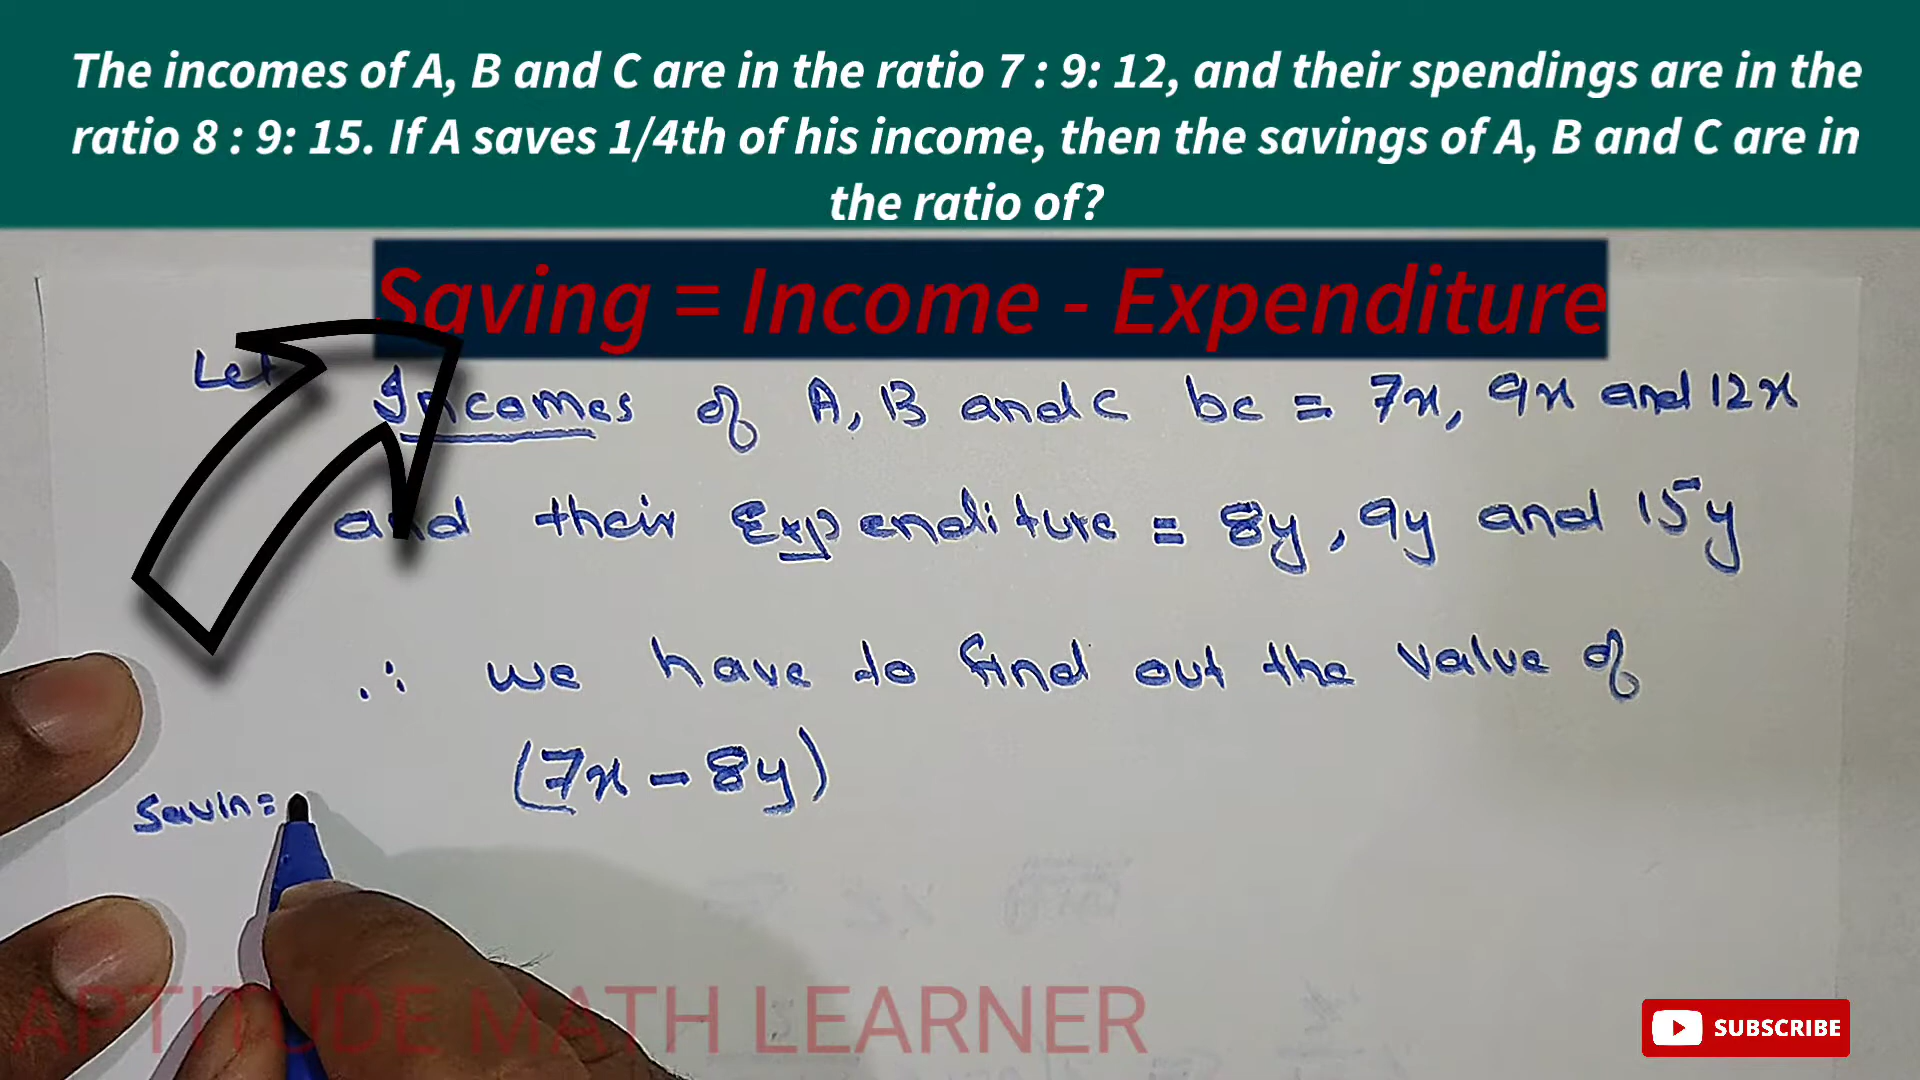 The incomes of A, B and C are in the ratio 7 : 9: 12, and their spendings are in the
ratio 8 : 9: 15. If A saves 1/4th of his income, then the savings of A, B and C are in
the ratio of?
Saving = Income - Expenditure
Let
Incomes of A, B and C be = 7x, 9x and 12x
and their Expenditure = 8y, 9y and 15y
∴ we have to find out the value of
(7x - 8y)
Savin=
APTITUDE MATH LEARNER
SUBSCRIBE